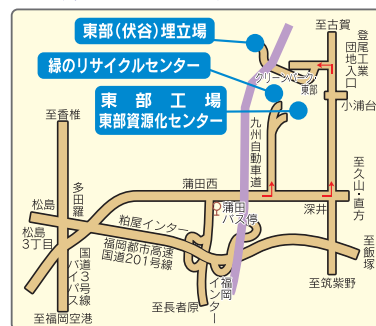 東部(伏谷)埋立場
緑のリサイクルセンター
東部工場
東部資源化センター
至古賀
登尾工業
団地入口
クリーンパーク
東部
小浦台
至香椎
九州自動車道
至久山・直方
多田羅
蒲田西
松島
松島
3丁目
粕屋インター
蒲田
バス停
深井
福岡都市高速
国道201号線
国道3号線
バイパス
福岡
インター
至飯塚
至筑紫野
至長者原
至福岡空港